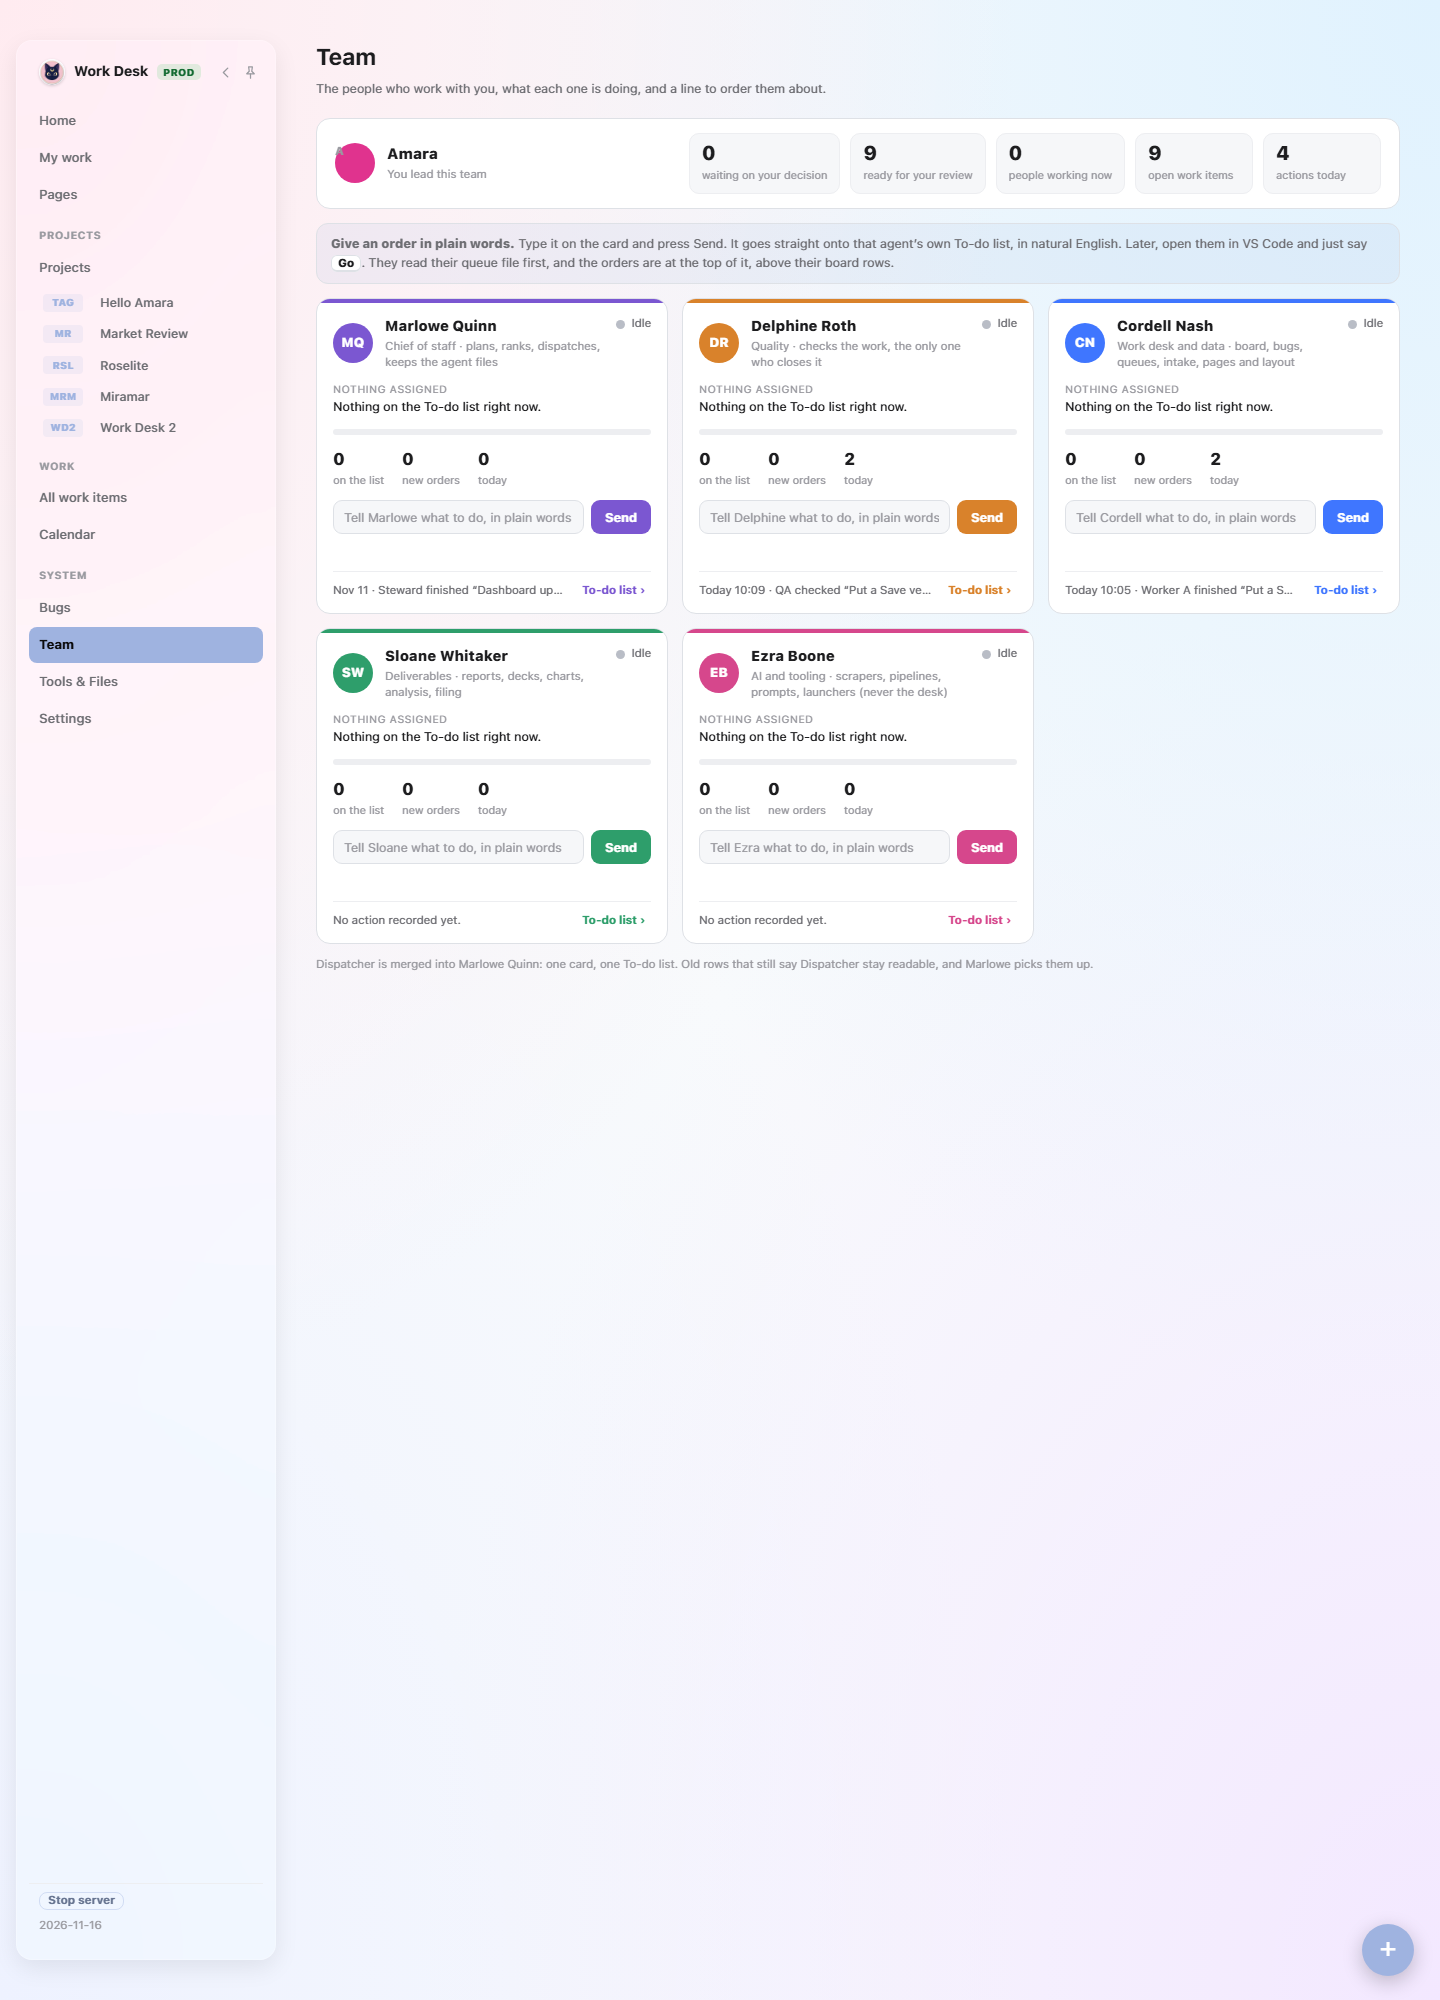 Work Desk PROD
Home
My work
Pages
PROJECTS
Projects
TAG Hello Amara
MR Market Review
RSL Roselite
MRM Miramar
WD2 Work Desk 2
WORK
All work items
Calendar
SYSTEM
Bugs
Team
Tools & Files
Settings
Stop server
2026-11-16
Team
The people who work with you, what each one is doing, and a line to order them about.
A
Amara
You lead this team
0
waiting on your decision
9
ready for your review
0
people working now
9
open work items
4
actions today
Give an order in plain words. Type it on the card and press Send. It goes straight onto that agent's own To-do list, in natural English. Later, open them in VS Code and just say
Go . They read their queue file first, and the orders are at the top of it, above their board rows.
MQ
Marlowe Quinn
Idle
Chief of staff · plans, ranks, dispatches,
keeps the agent files
NOTHING ASSIGNED
Nothing on the To-do list right now.
0 0 0
on the list new orders today
Tell Marlowe what to do, in plain words Send
Nov 11 · Steward finished “Dashboard up... To-do list ›
DR
Delphine Roth
Idle
Quality · checks the work, the only one
who closes it
NOTHING ASSIGNED
Nothing on the To-do list right now.
0 0 2
on the list new orders today
Tell Delphine what to do, in plain words Send
Today 10:09 · QA checked “Put a Save ve... To-do list ›
CN
Cordell Nash
Idle
Work desk and data · board, bugs,
queues, intake, pages and layout
NOTHING ASSIGNED
Nothing on the To-do list right now.
0 0 2
on the list new orders today
Tell Cordell what to do, in plain words Send
Today 10:05 · Worker A finished “Put a S... To-do list ›
SW
Sloane Whitaker
Idle
Deliverables · reports, decks, charts,
analysis, filing
NOTHING ASSIGNED
Nothing on the To-do list right now.
0 0 0
on the list new orders today
Tell Sloane what to do, in plain words Send
No action recorded yet. To-do list ›
EB
Ezra Boone
Idle
AI and tooling · scrapers, pipelines,
prompts, launchers (never the desk)
NOTHING ASSIGNED
Nothing on the To-do list right now.
0 0 0
on the list new orders today
Tell Ezra what to do, in plain words Send
No action recorded yet. To-do list ›
Dispatcher is merged into Marlowe Quinn: one card, one To-do list. Old rows that still say Dispatcher stay readable, and Marlowe picks them up.
+